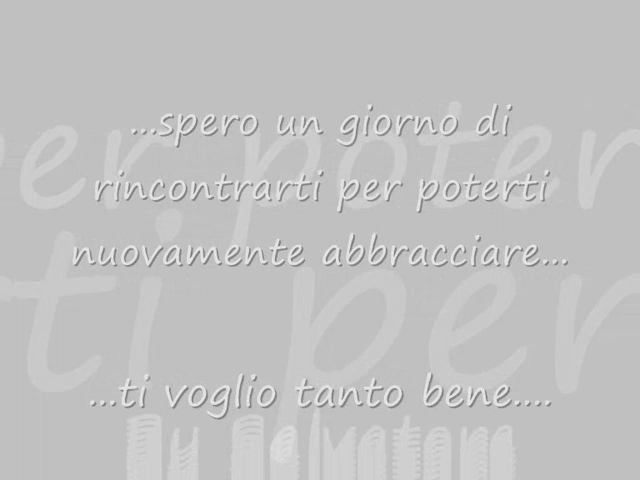 ...spero un giorno di
rincontrarti per poterti
nuovamente abbracciare...
...ti voglio tanto bene....